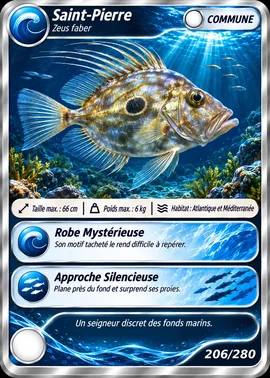 Saint-Pierre
Zeus faber
COMMUNE
Taille max. : 66 cm
Poids max. : 6 kg
Habitat : Atlantique et Méditerranée
Robe Mystérieuse
Son motif tacheté le rend difficile à repérer.
Approche Silencieuse
Plane près du fond et surprend ses proies.
Un seigneur discret des fonds marins.
206/280